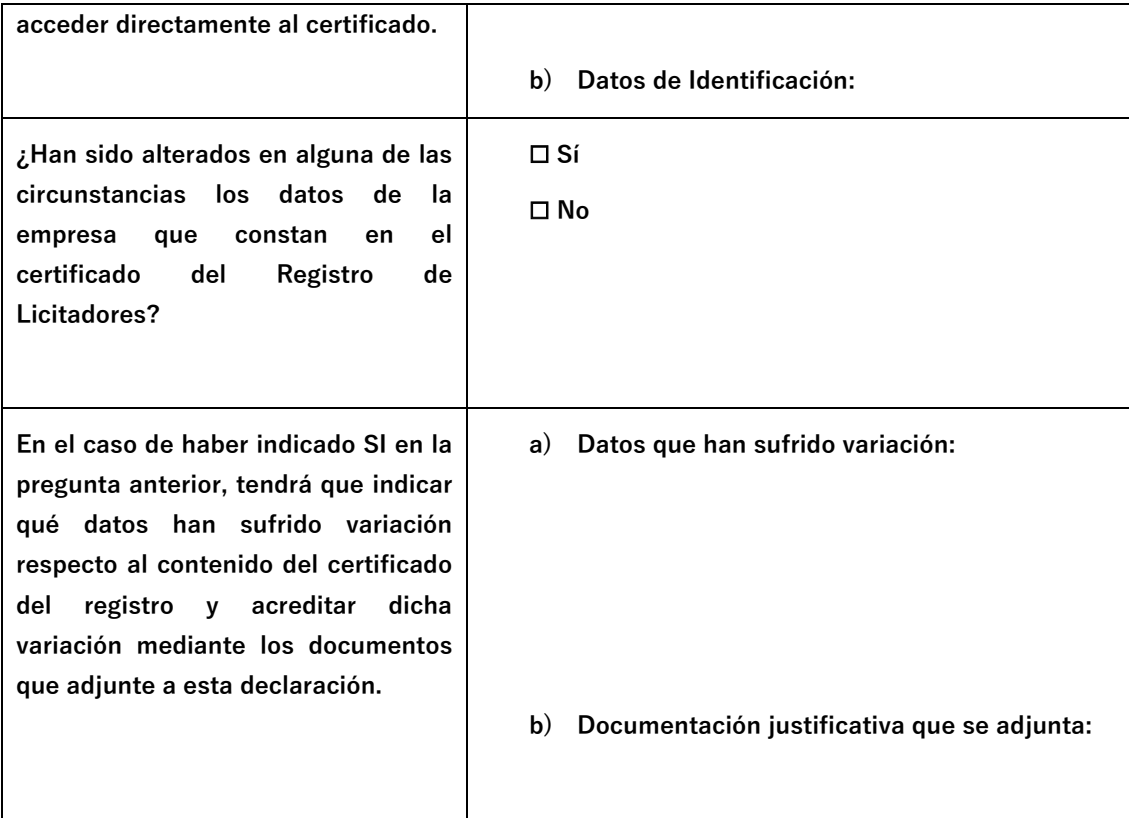 acceder directamente al certificado.
b) Datos de Identificación:
¿Han sido alterados en alguna de las
circunstancias los datos de la
empresa que constan en el
certificado del Registro de
Licitadores?
☐ Sí
☐ No
En el caso de haber indicado SI en la
pregunta anterior, tendrá que indicar
qué datos han sufrido variación
respecto al contenido del certificado
del registro y acreditar dicha
variación mediante los documentos
que adjunte a esta declaración.
a) Datos que han sufrido variación:
b) Documentación justificativa que se adjunta: